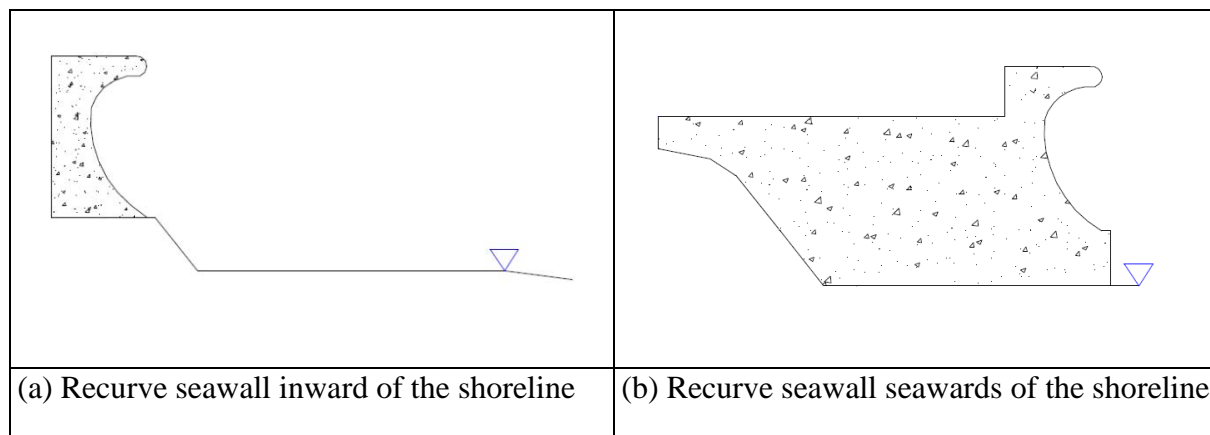 (a) Recurve seawall inward of the shoreline
(b) Recurve seawall seawards of the shoreline